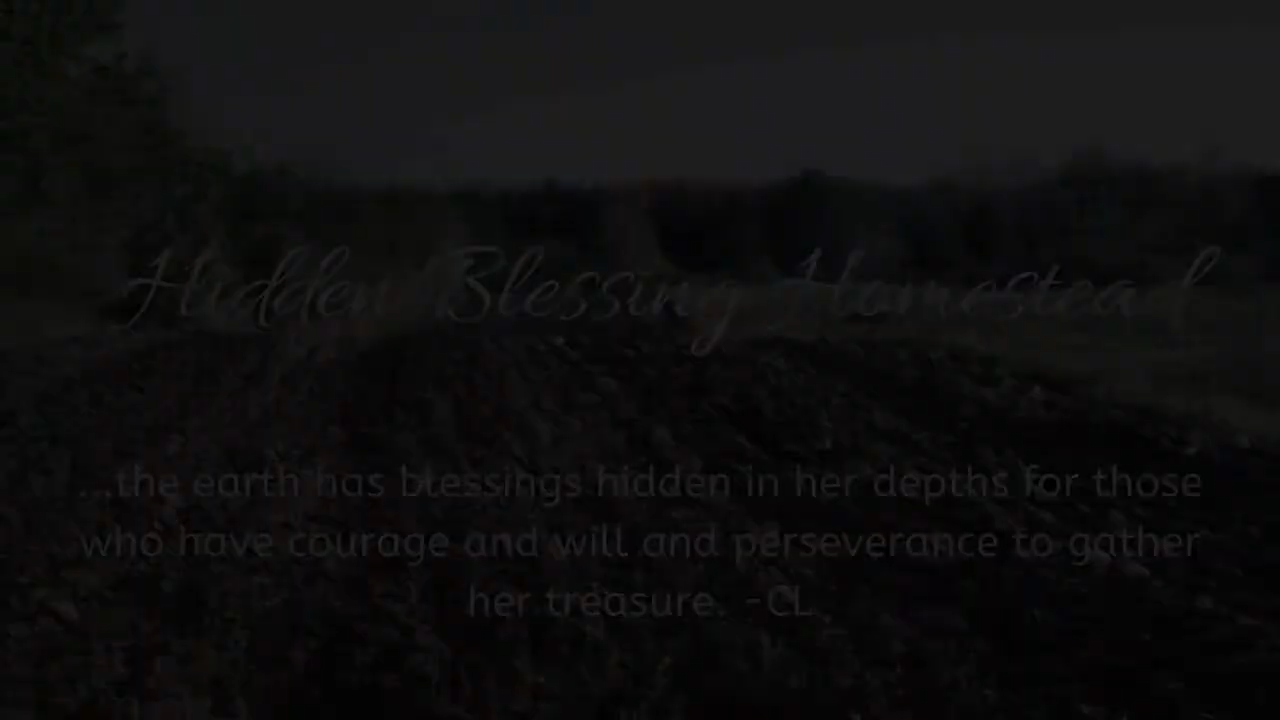 Hidden Blessing Homestead
...the earth has blessings hidden in her depths for those
who have courage and will and perseverance to gather
her treasure. -CL